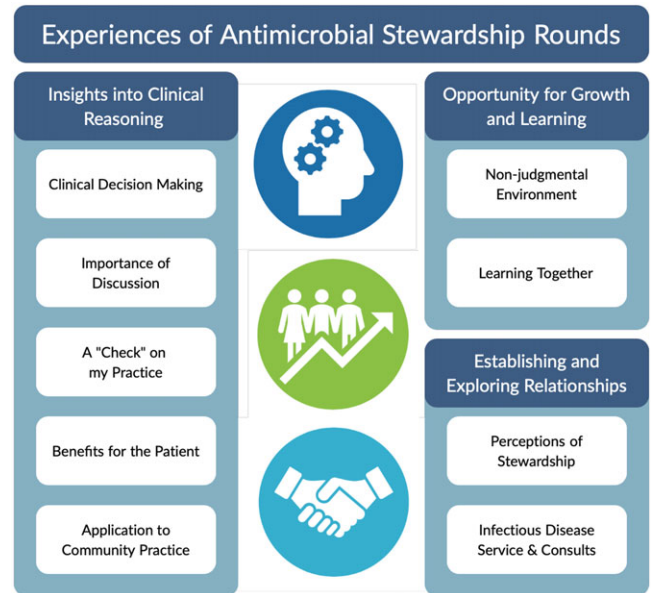 Experiences of Antimicrobial Stewardship Rounds
Insights into Clinical
Reasoning
Clinical Decision Making
Importance of
Discussion
A "Check" on
my Practice
Benefits for the Patient
Application to
Community Practice
Opportunity for Growth
and Learning
Non-judgmental
Environment
Learning Together
Establishing and
Exploring Relationships
Perceptions of
Stewardship
Infectious Disease
Service & Consults